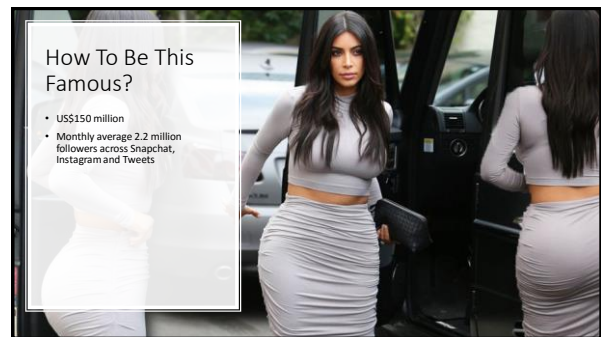 How To Be This
Famous?
• US$150 million
• Monthly average 2.2 million
followers across Snapchat,
Instagram and Tweets